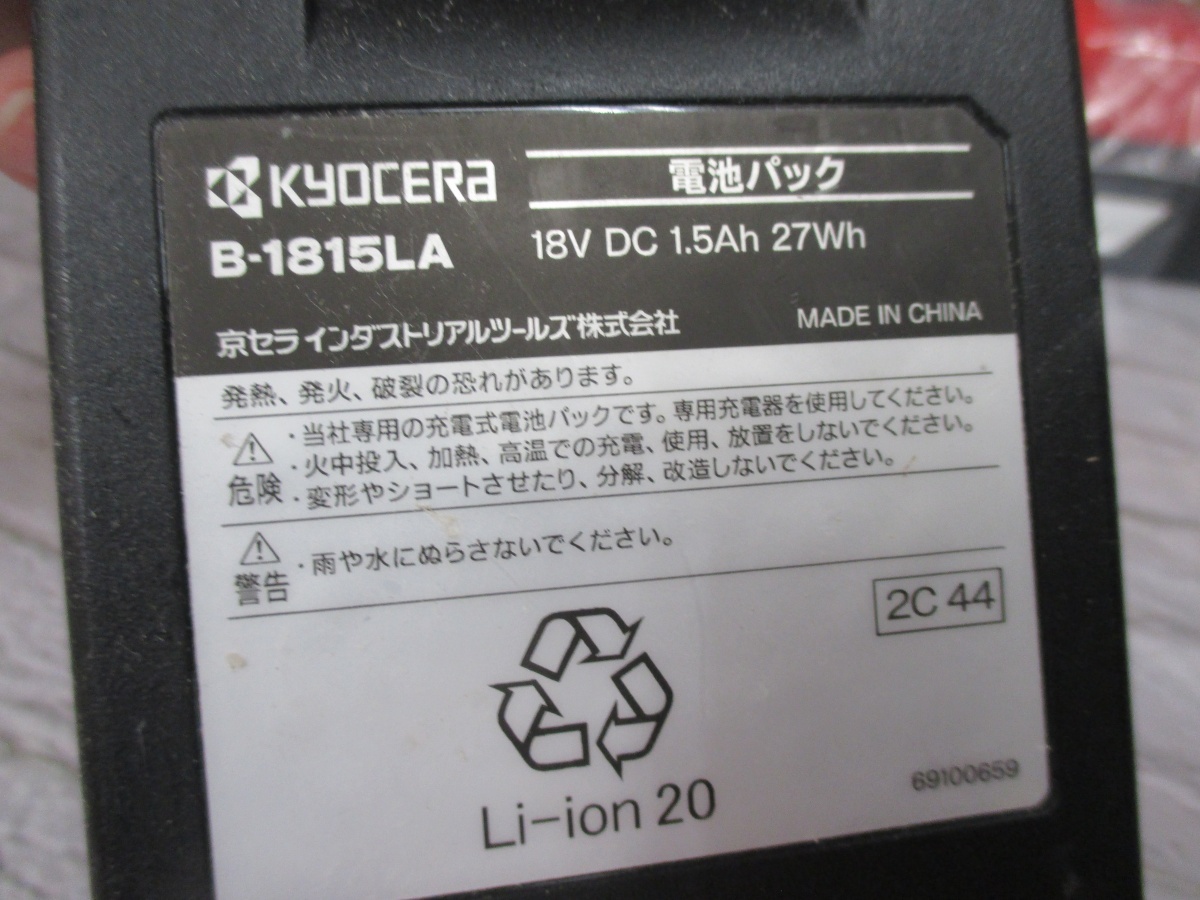 KYOCERA
電池パック
B-1815LA
18V DC 1.5Ah 27Wh
京セラ インダストリアルツールズ株式会社
MADE IN CHINA
発熱、発火、破裂の恐れがあります。
危険
・当社専用の充電式電池パックです。専用充電器を使用してください。
・火中投入、加熱、高温での充電、使用、放置をしないでください。
・変形やショートさせたり、分解、改造しないでください。
警告
・雨や水にぬらさないでください。
2C 44
Li-ion 20
69100659